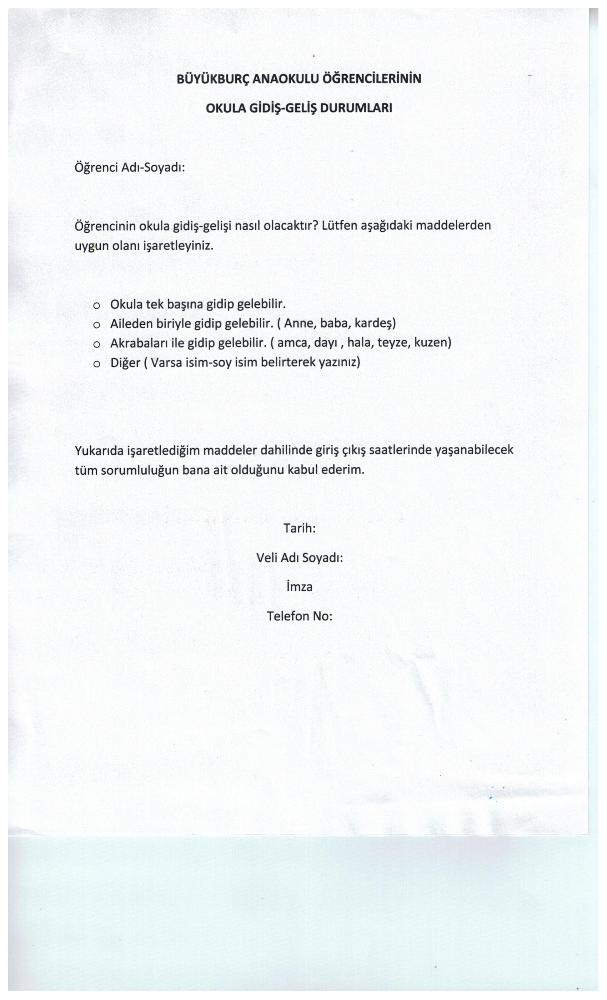 BÜYÜKBURÇ ANAOKULU ÖĞRENCİLERİNİN
OKULA GİDİŞ-GELİŞ DURUMLARI
Öğrenci Adı-Soyadı:
Öğrencinin okula gidiş-gelişi nasıl olacaktır? Lütfen aşağıdaki maddelerden
uygun olanı işaretleyiniz.
o Okula tek başına gidip gelebilir.
o Aileden biriyle gidip gelebilir. ( Anne, baba, kardeş)
o Akrabaları ile gidip gelebilir. ( amca, dayı , hala, teyze, kuzen)
o Diğer ( Varsa isim-soy isim belirterek yazınız)
Yukarıda işaretlediğim maddeler dahilinde giriş çıkış saatlerinde yaşanabilecek
tüm sorumluluğun bana ait olduğunu kabul ederim.
Tarih:
Veli Adı Soyadı:
İmza
Telefon No: